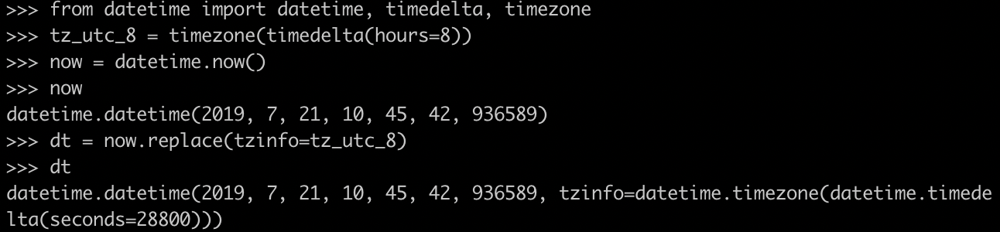 >>> from datetime import datetime, timedelta, timezone
>>> tz_utc_8 = timezone(timedelta(hours=8))
>>> now = datetime.now()
>>> now
datetime.datetime(2019, 7, 21, 10, 45, 42, 936589)
>>> dt = now.replace(tzinfo=tz_utc_8)
>>> dt
datetime.datetime(2019, 7, 21, 10, 45, 42, 936589, tzinfo=datetime.timezone(datetime.timede
lta(seconds=28800)))